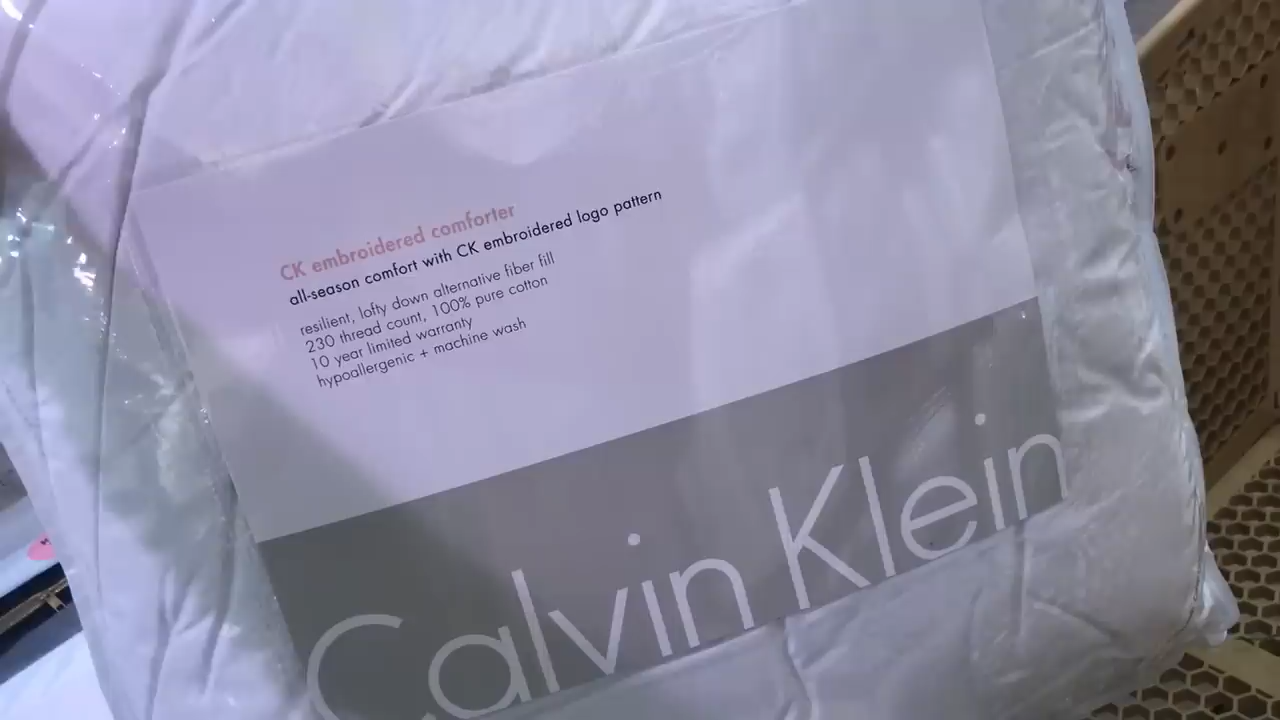 CK embroidered comforter
all-season comfort with CK embroidered logo pattern
resilient, lofty down alternative fiber fill
230 thread count, 100% pure cotton
10 year limited warranty
hypoallergenic + machine wash
Calvin Klein